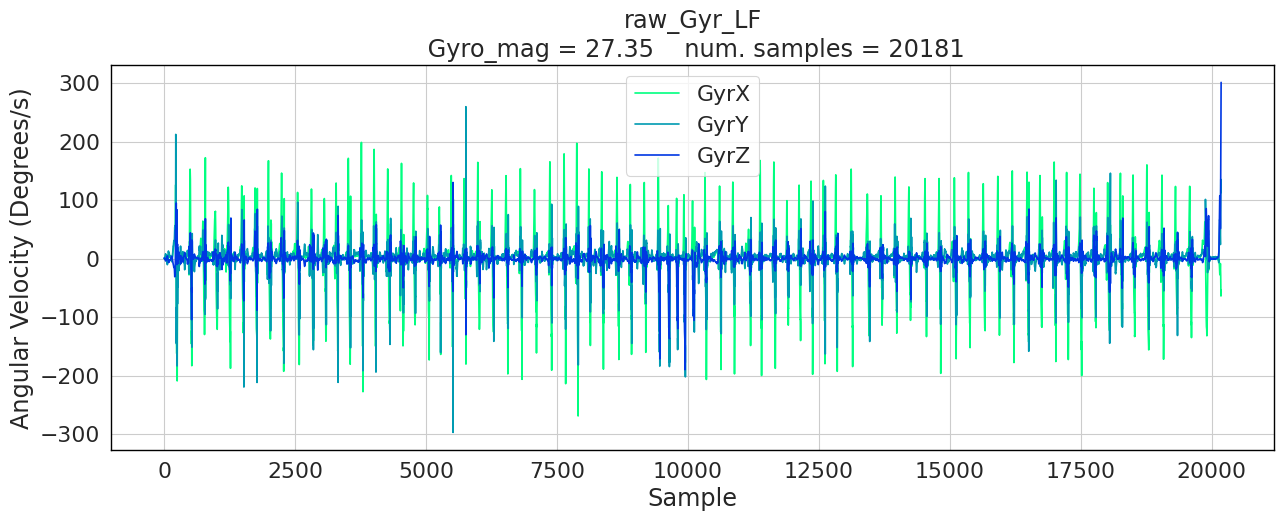 raw_Gyr_LF
Gyro_mag = 27.35    num. samples = 20181
300
200
100
0
−100
−200
−300
Angular Velocity (Degrees/s)
GyrX
GyrY
GyrZ
0 2500 5000 7500 10000 12500 15000 17500 20000
Sample